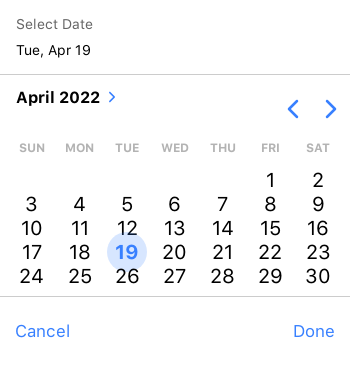 Select Date
Tue, Apr 19
April 2022
SUN MON TUE WED THU FRI SAT
1 2
3 4 5 6 7 8 9
10 11 12 13 14 15 16
17 18 19 20 21 22 23
24 25 26 27 28 29 30
Cancel Done